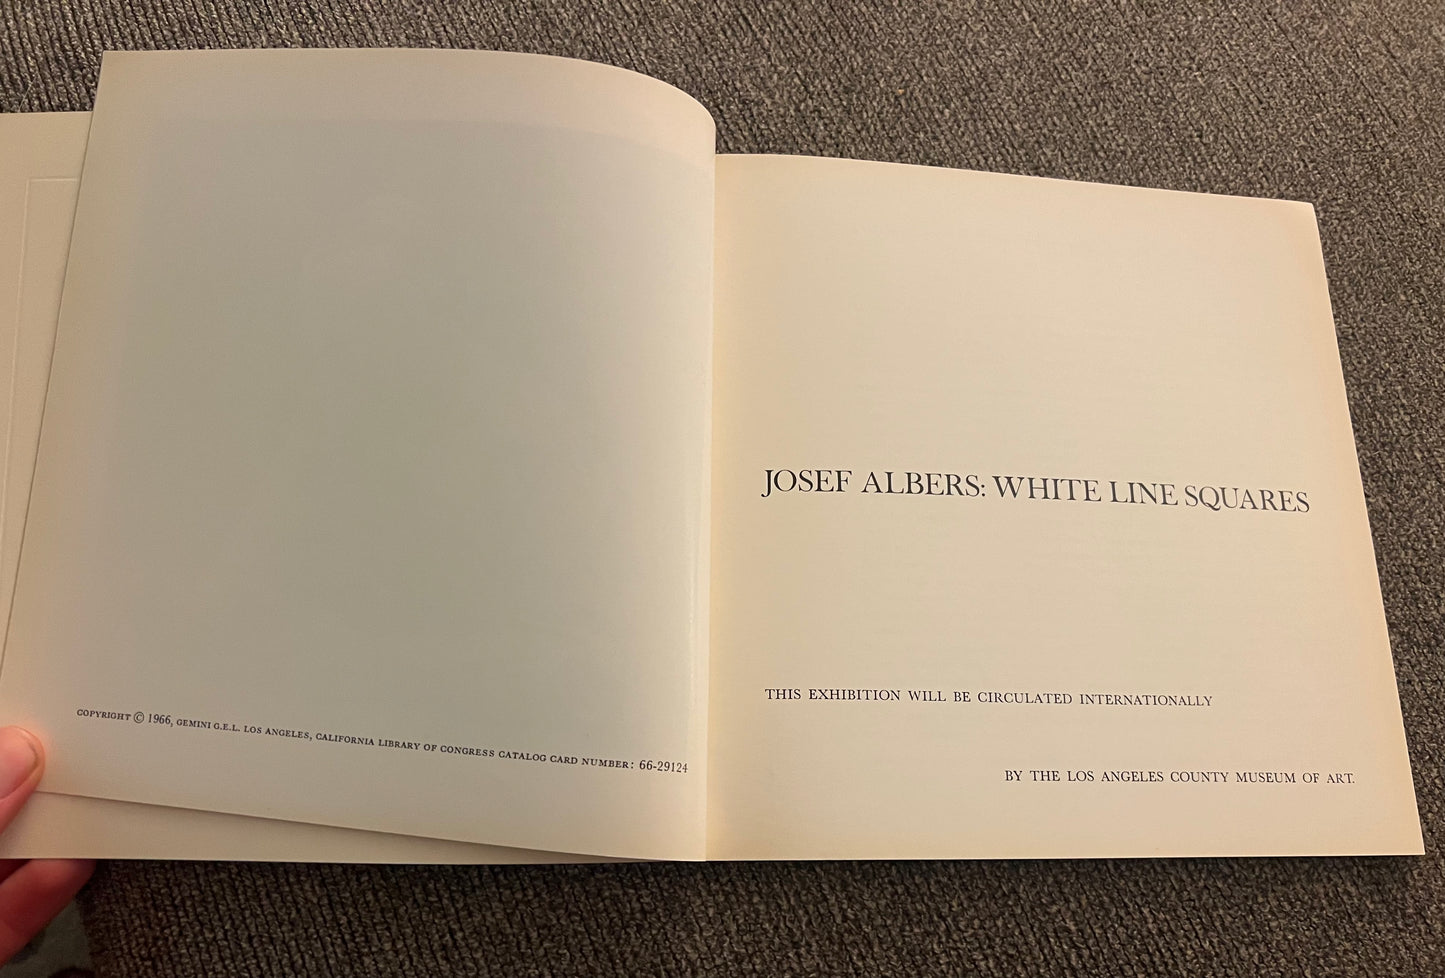 COPYRIGHT © 1966, GEMINI G.E.L. LOS ANGELES, CALIFORNIA LIBRARY OF CONGRESS CATALOG CARD NUMBER: 66-29124
JOSEF ALBERS: WHITE LINE SQUARES
THIS EXHIBITION WILL BE CIRCULATED INTERNATIONALLY
BY THE LOS ANGELES COUNTY MUSEUM OF ART.